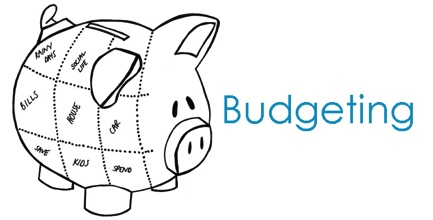 RAINY
DAYS
SOCIAL
LIFE
BILLS
HOUSE
CAR
SAVE
KIDS
SPEND
Budgeting